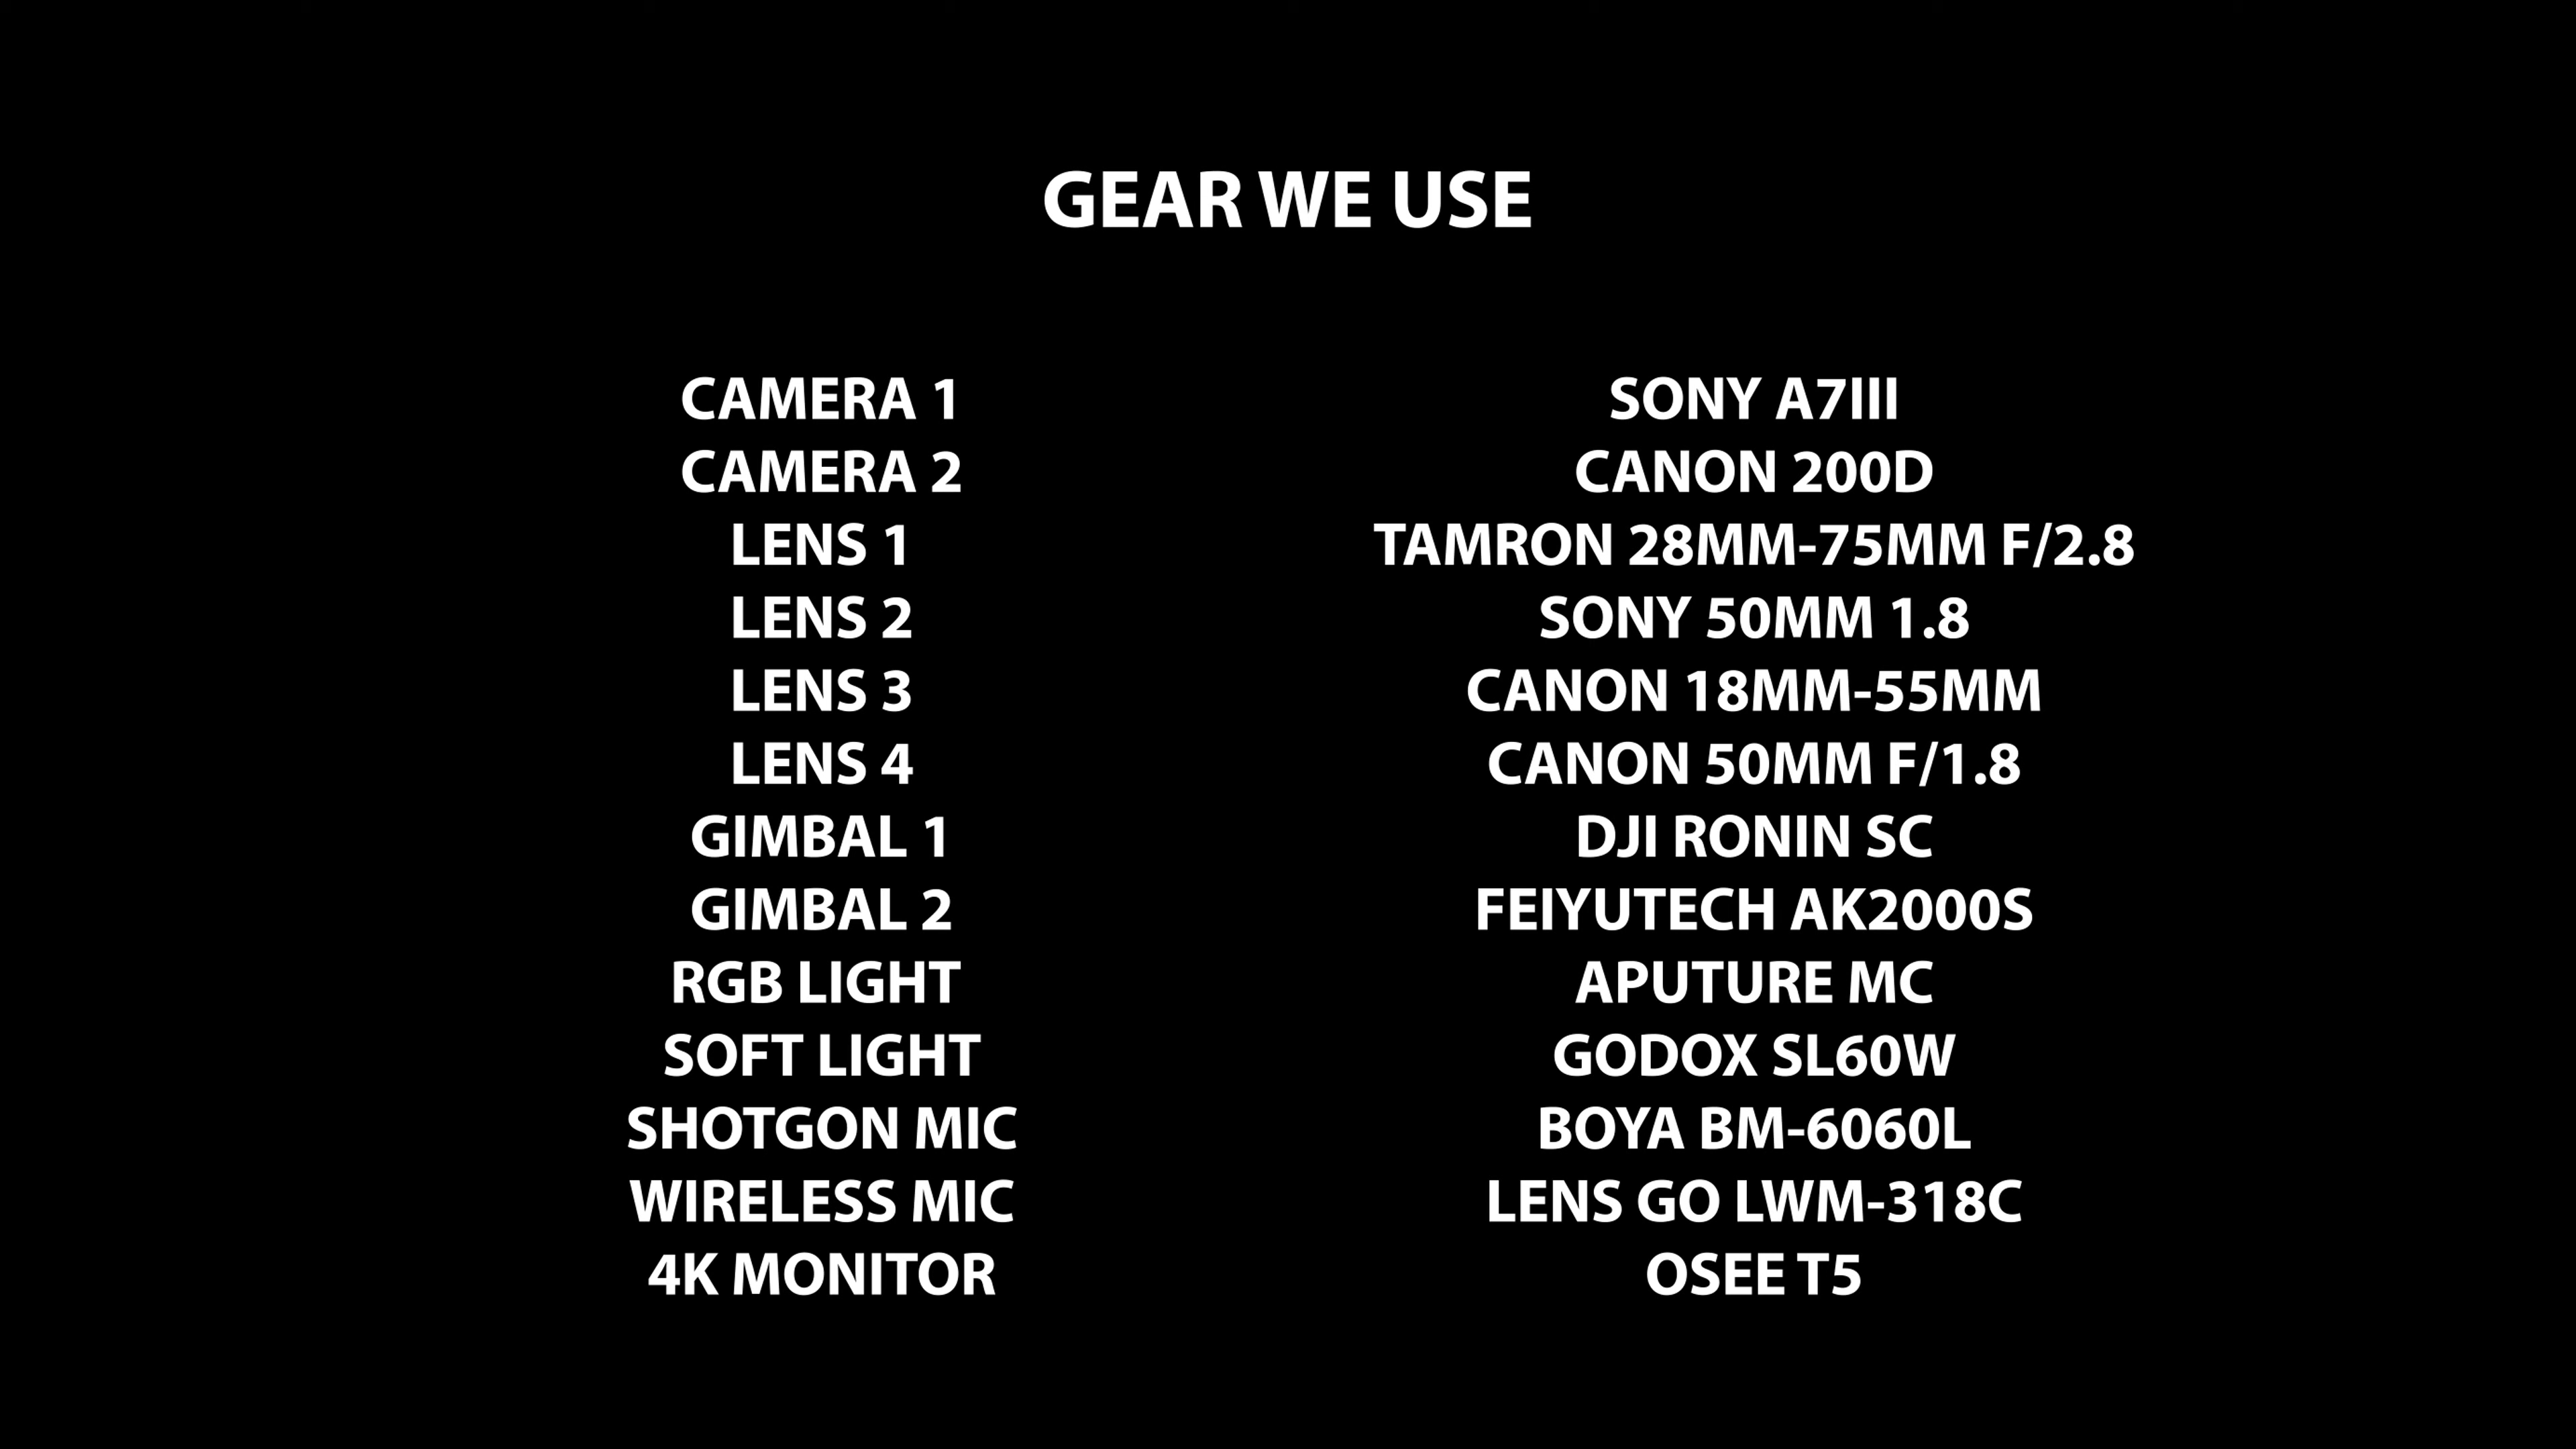 GEAR WE USE
CAMERA 1 SONY A7III
CAMERA 2 CANON 200D
LENS 1 TAMRON 28MM-75MM F/2.8
LENS 2 SONY 50MM 1.8
LENS 3 CANON 18MM-55MM
LENS 4 CANON 50MM F/1.8
GIMBAL 1 DJI RONIN SC
GIMBAL 2 FEIYUTECH AK2000S
RGB LIGHT APUTURE MC
SOFT LIGHT GODOX SL60W
SHOTGON MIC BOYA BM-6060L
WIRELESS MIC LENS GO LWM-318C
4K MONITOR OSEE T5